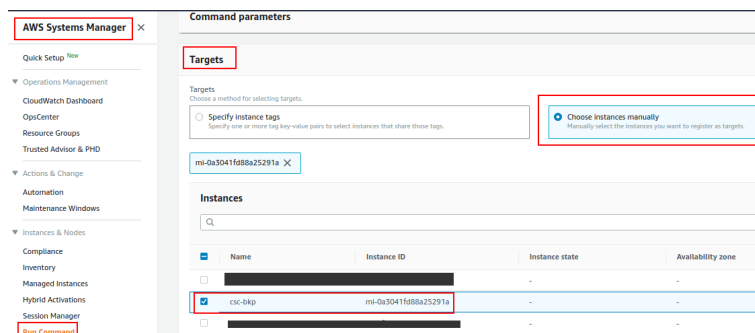 AWS Systems Manager ×
Quick Setup New
Operations Management
CloudWatch Dashboard
OpsCenter
Resource Groups
Trusted Advisor & PHD
Actions & Change
Automation
Maintenance Windows
Instances & Nodes
Compliance
Inventory
Managed Instances
Hybrid Activations
Session Manager
Run Command
Command parameters
Targets
Targets
Choose a method for selecting targets.
Specify instance tags
Specify one or more tag key-value pairs to select instances that share those tags.
Choose instances manually
Manually select the instances you want to register as targets.
mi-0a3041fd88a25291a ×
Instances
Name Instance ID Instance state Availability zone
- -
csc-bkp mi-0a3041fd88a25291a - -
- -